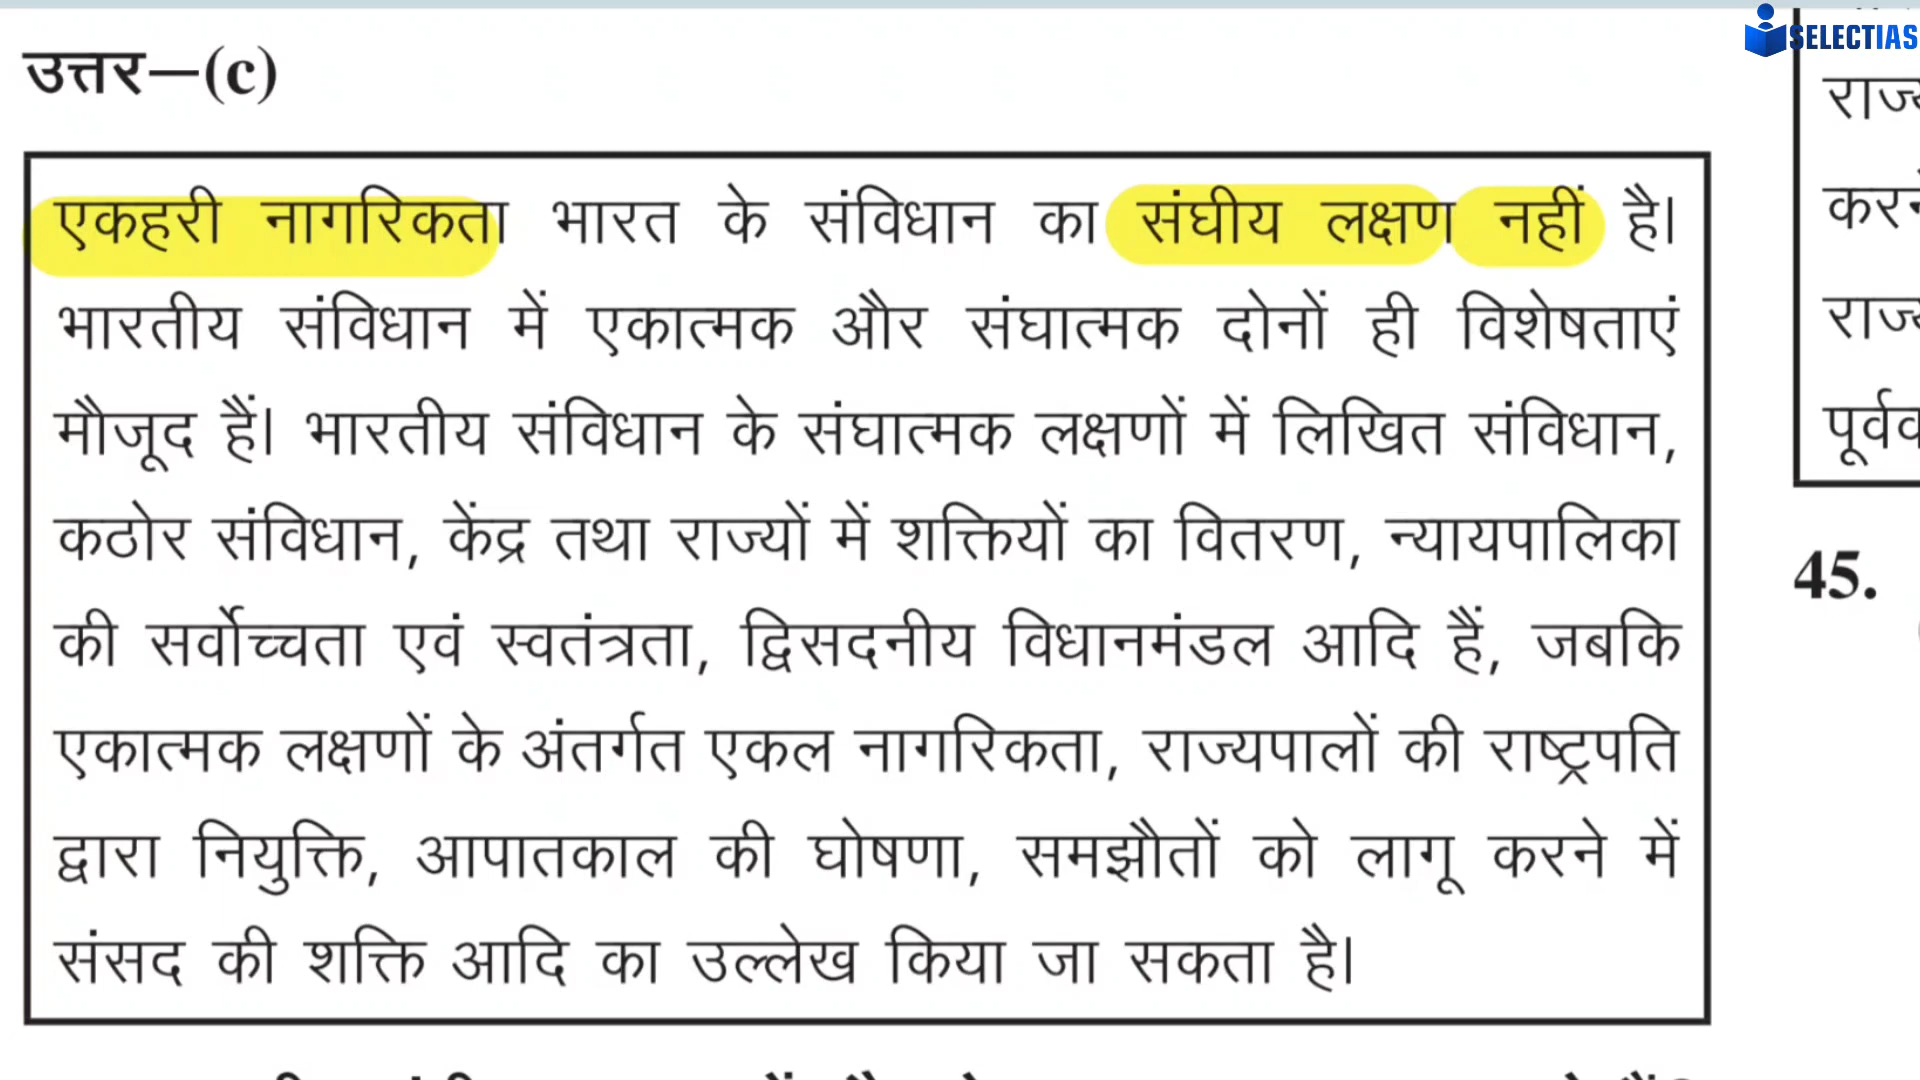 SELECTIAS
उत्तर—(c)
एकहरी नागरिकता भारत के संविधान का संघीय लक्षण नहीं है।
भारतीय संविधान में एकात्मक और संघात्मक दोनों ही विशेषताएं
मौजूद हैं। भारतीय संविधान के संघात्मक लक्षणों में लिखित संविधान,
कठोर संविधान, केंद्र तथा राज्यों में शक्तियों का वितरण, न्यायपालिका
की सर्वोच्चता एवं स्वतंत्रता, द्विसदनीय विधानमंडल आदि हैं, जबकि
एकात्मक लक्षणों के अंतर्गत एकल नागरिकता, राज्यपालों की राष्ट्रपति
द्वारा नियुक्ति, आपातकाल की घोषणा, समझौतों को लागू करने में
संसद की शक्ति आदि का उल्लेख किया जा सकता है।
45.